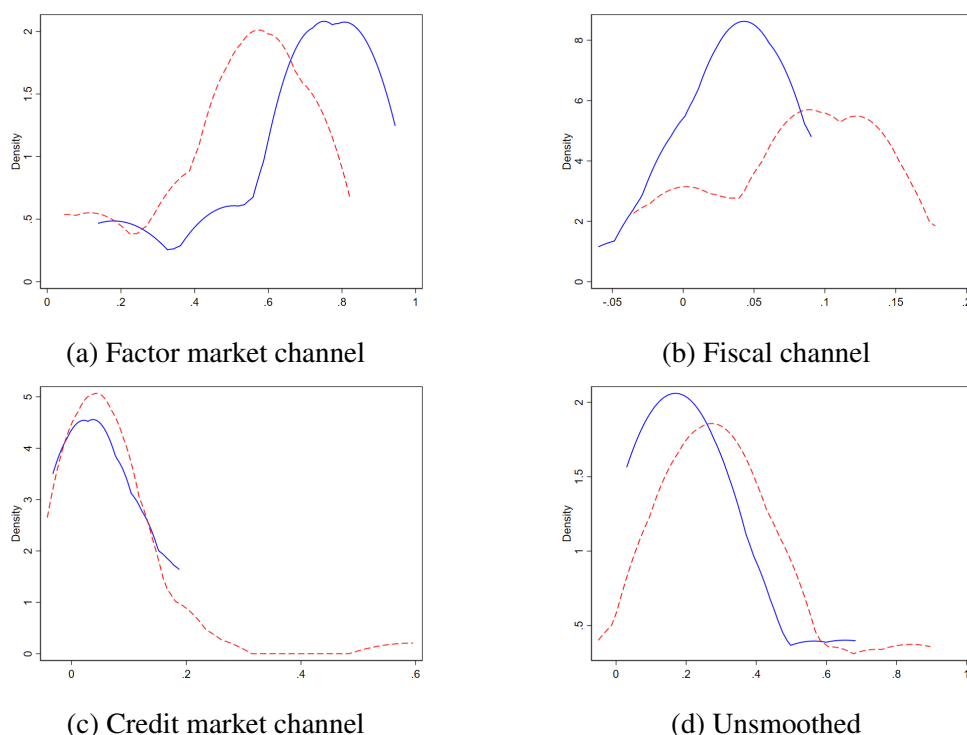 Density
2
1.5
1
.5
0
0 .2 .4 .6 .8 1
(a) Factor market channel
Density
8
6
4
2
0
-.05 0 .05 .1 .15 .2
(b) Fiscal channel
Density
5
4
3
2
1
0
0 .2 .4 .6
(c) Credit market channel
Density
2
1.5
1
.5
0 .2 .4 .6 .8 1
(d) Unsmoothed